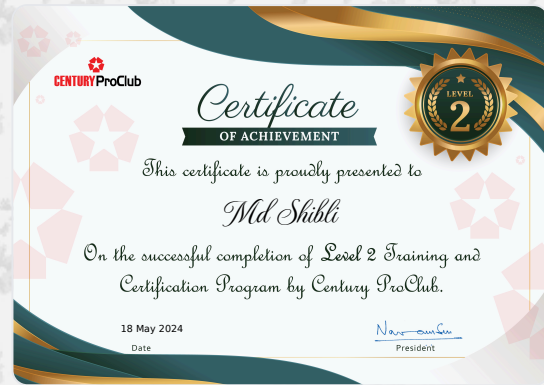 CENTURY ProClub
Certificate
OF ACHIEVEMENT
LEVEL
2
This certificate is proudly presented to
Md Shibli
On the successful completion of Level 2 Training and
Certification Program by Century ProClub.
18 May 2024
Date
President